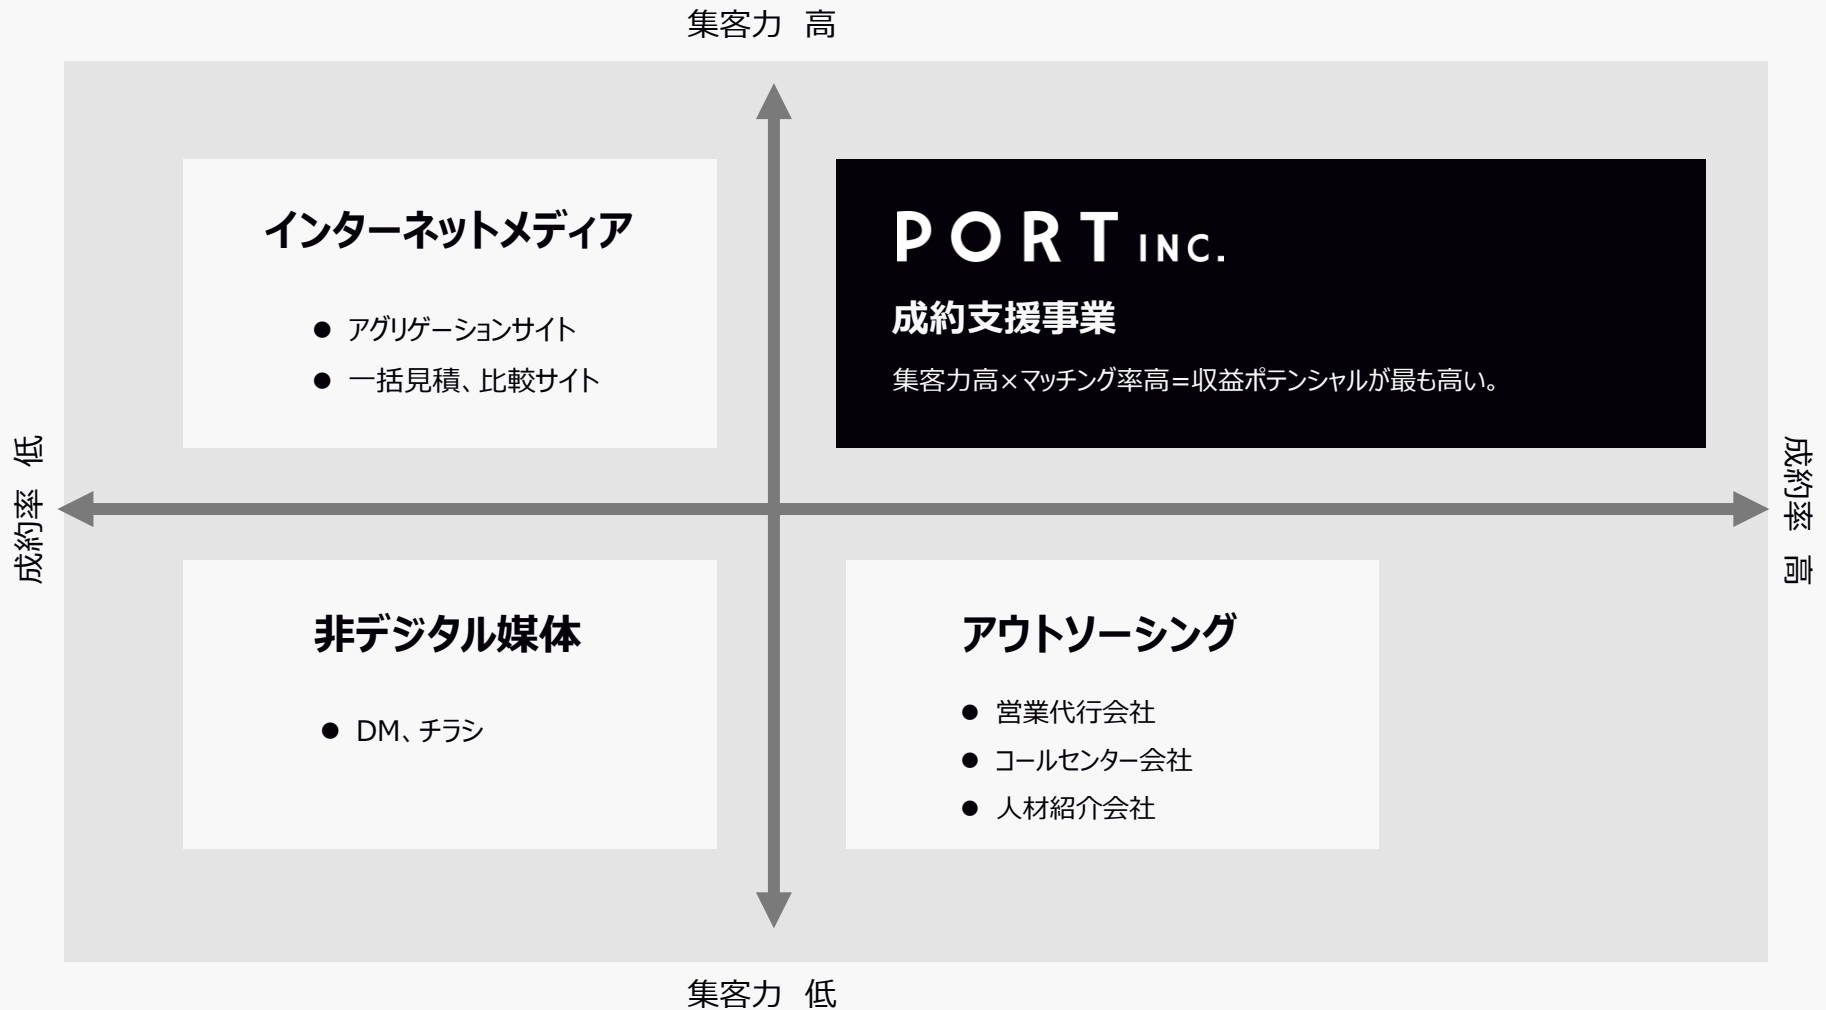 集客力 高
インターネットメディア
● アグリゲーションサイト
● 一括見積、比較サイト
PORT INC.
成約支援事業
集客力高×マッチング率高=収益ポテンシャルが最も高い。
成約率 低
成約率 高
非デジタル媒体
● DM、チラシ
アウトソーシング
● 営業代行会社
● コールセンター会社
● 人材紹介会社
集客力 低